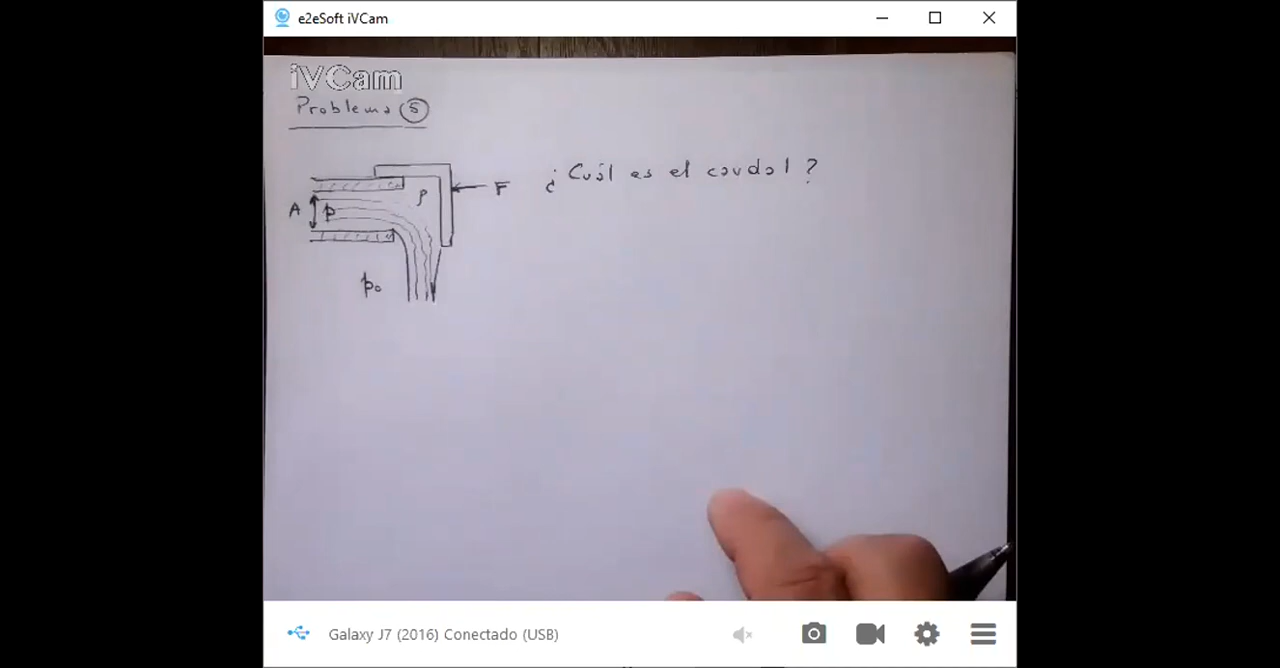 e2eSoft iVCam
iVCam
Problema 5
¿Cuál es el caudal?
ρ
F
A
p
p₀
Galaxy J7 (2016) Conectado (USB)